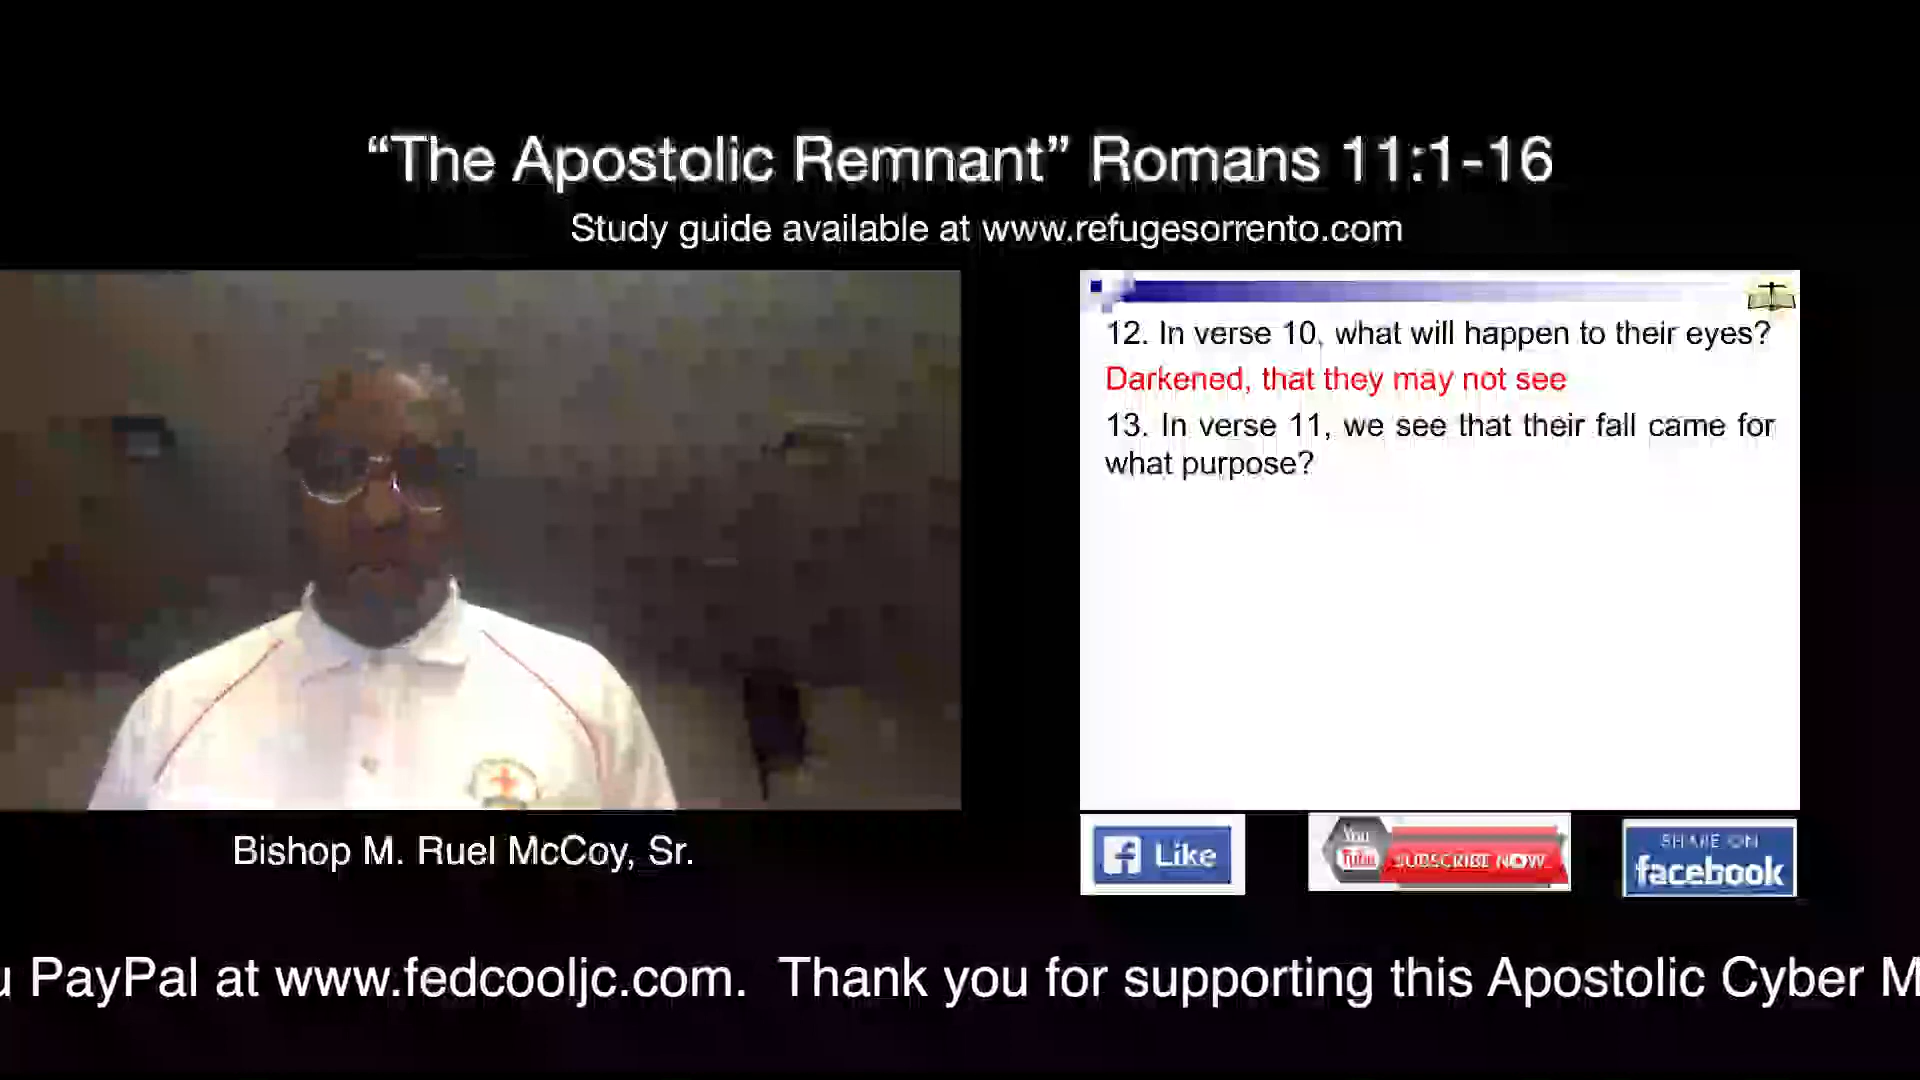 “The Apostolic Remnant” Romans 11:1-16
Study guide available at www.refugesorrento.com
12. In verse 10, what will happen to their eyes?
Darkened, that they may not see
13. In verse 11, we see that their fall came for
what purpose?
Bishop M. Ruel McCoy, Sr.
Like
You
Tube
SUBSCRIBE NOW
SHARE ON
facebook
PayPal at www.fedcooljc.com. Thank you for supporting this Apostolic Cyber